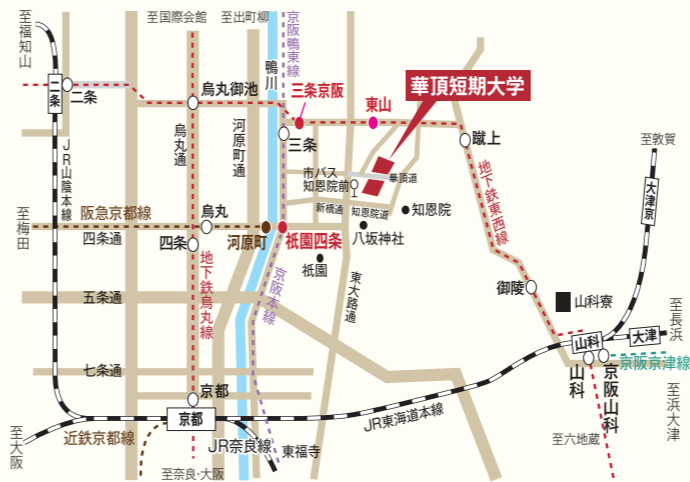 至福知山
至国際会館
至出町柳
京阪鴨東線
鴨川
二条
二条
烏丸御池
三条京阪
東山
華頂短期大学
烏丸通
河原町通
三条
蹴上
至敦賀
JR山陰本線
市バス
知恩院前
華頂道
地下鉄東西線
大津京
至梅田
阪急京都線
烏丸
新橋通
知恩院道
知恩院
四条通
四条
河原町
祇園四条
八坂神社
祇園
地下鉄烏丸線
京阪本線
東大路通
御陵
山科寮
五条通
至長浜
山科
大津
七条通
京阪京津線
山科
京阪山科
京都
京都
JR東海道本線
至浜大津
至大阪
近鉄京都線
JR奈良線
東福寺
至六地蔵
至奈良・大阪